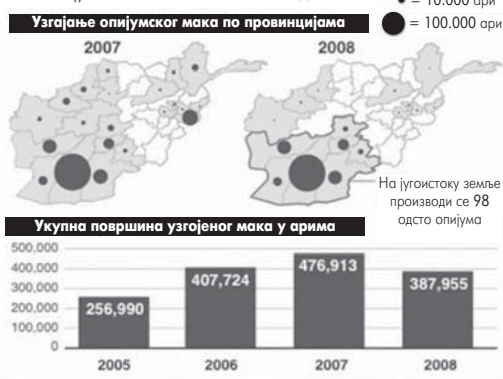 = 10.000 ари
Узгајање опијумског мака по провинцијама
= 100.000 ари
2007
2008
На југоистоку земље
производи се 98
одсто опијума
Укупна површина узгојеног мака у арима
500,000
400,000
300,000
200,000
100,000
0
256,990
407,724
476,913
387,955
2005
2006
2007
2008